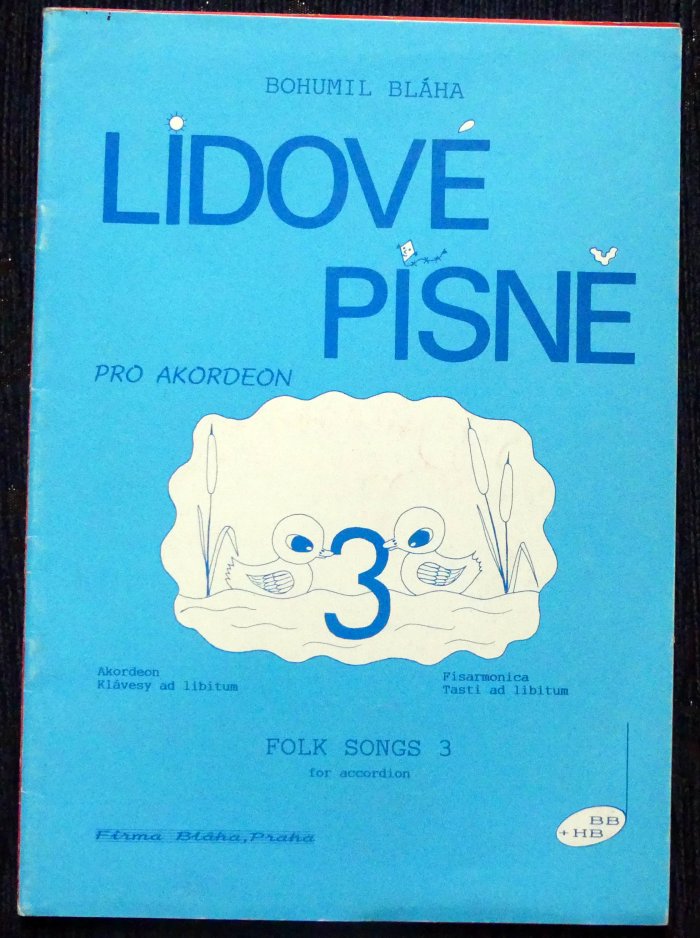 BOHUMIL BLÁHA
LIDOVÉ
PÍSNĚ
PRO AKORDEON
3
Akordeon
Klávesy ad libitum
Fisarmonica
Tasti ad libitum
FOLK SONGS 3
for accordion
BB
+HB
Firma Bláha,Praha